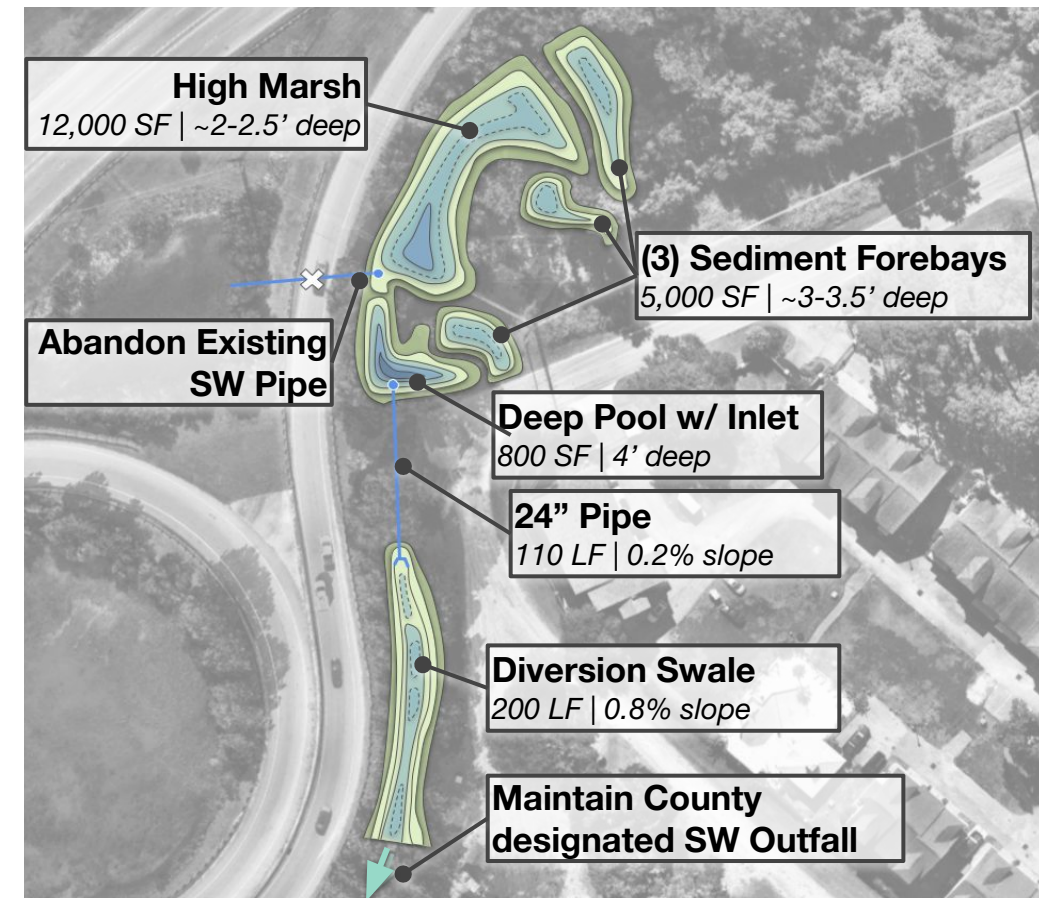 High Marsh
12,000 SF | ~2-2.5’ deep
(3) Sediment Forebays
5,000 SF | ~3-3.5’ deep
Abandon Existing
SW Pipe
Deep Pool w/ Inlet
800 SF | 4’ deep
24” Pipe
110 LF | 0.2% slope
Diversion Swale
200 LF | 0.8% slope
Maintain County
designated SW Outfall